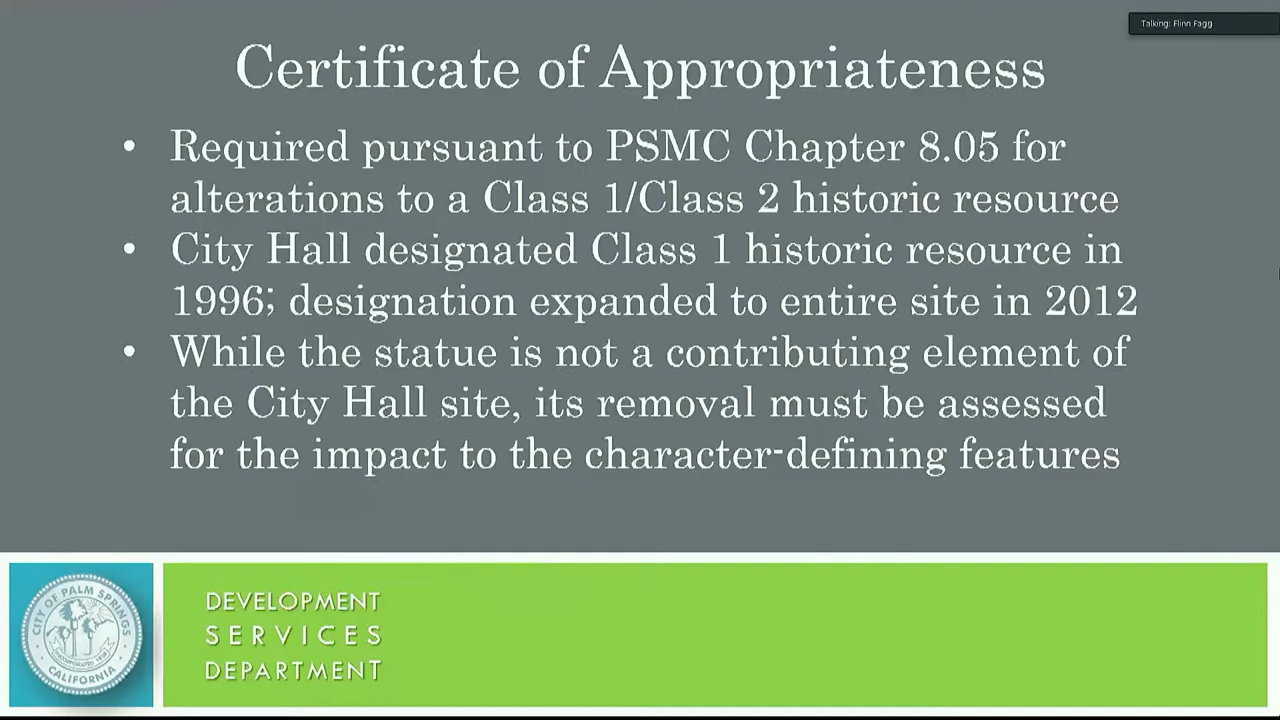 Talking: Flinn Fagg
Certificate of Appropriateness
• Required pursuant to PSMC Chapter 8.05 for
alterations to a Class 1/Class 2 historic resource
• City Hall designated Class 1 historic resource in
1996; designation expanded to entire site in 2012
• While the statue is not a contributing element of
the City Hall site, its removal must be assessed
for the impact to the character-defining features
CITY OF PALM SPRINGS
CALIFORNIA
DEVELOPMENT
SERVICES
DEPARTMENT